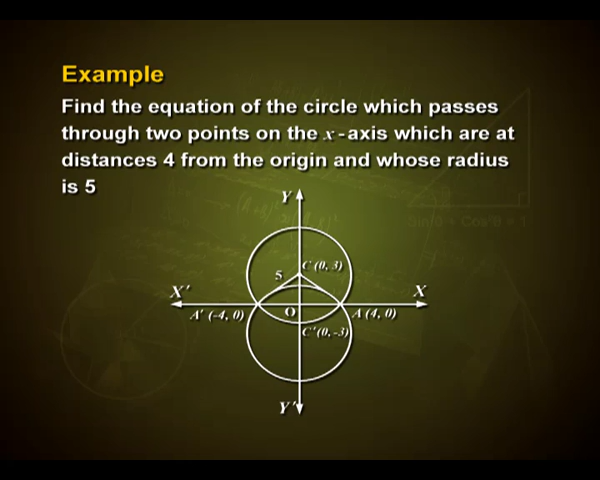 Example
Find the equation of the circle which passes
through two points on the x-axis which are at
distances 4 from the origin and whose radius
is 5
Y
C (0, 3)
5
X′
X
A′ (-4, 0)
O
A (4, 0)
C′ (0, -3)
Y′